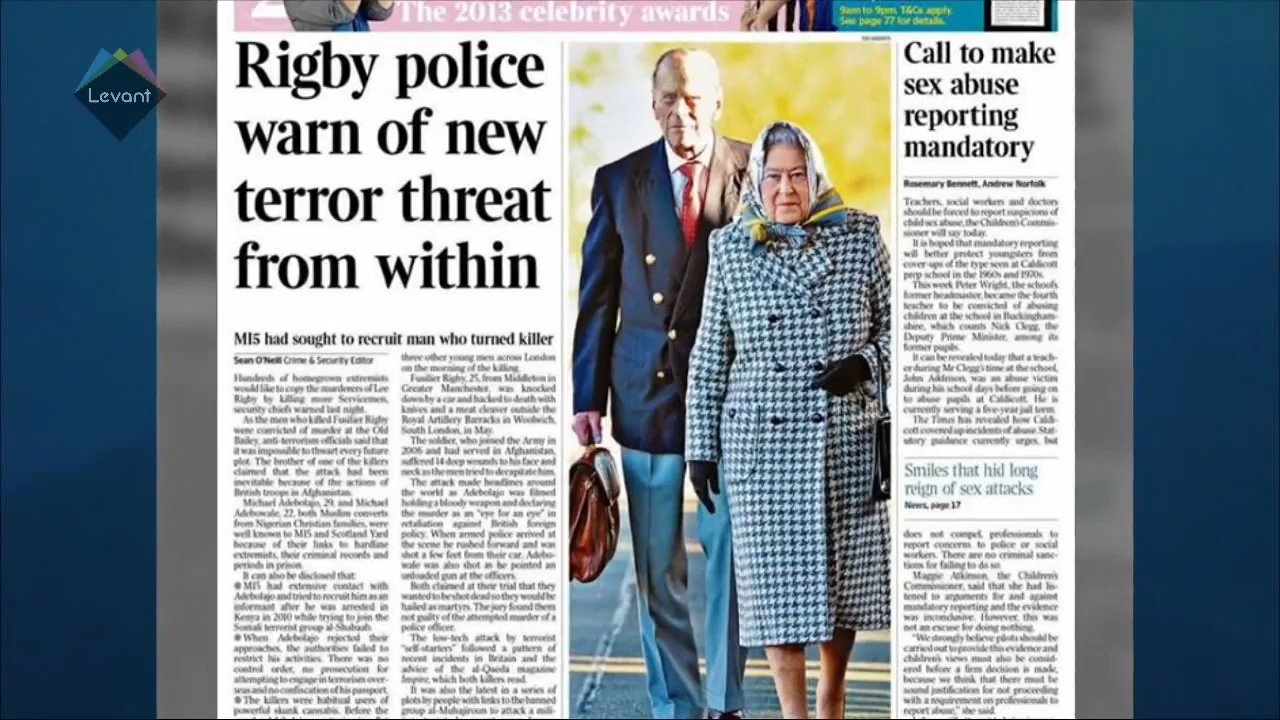 Levant
The 2013 celebrity awards
9am to 9pm. T&Cs apply.
See page 77 for details.
Rigby police
warn of new
terror threat
from within
MI5 had sought to recruit man who turned killer
Sean O'Neill Crime & Security Editor
Hundreds of homegrown extremists
would like to copy the murderers of Lee
Rigby by killing more Servicemen,
security chiefs warned last night.
As the men who killed Fusilier Rigby
were convicted of murder at the Old
Bailey, anti-terrorism officials said that
it was impossible to thwart every future
plot. The brother of one of the killers
claimed that the attack had been
inevitable because of the actions of
British troops in Afghanistan.
Michael Adebolajo, 29, and Michael
Adebowale, 22, both Muslim converts
from Nigerian Christian families, were
well known to MI5 and Scotland Yard
because of their links to hardline
extremists, their criminal records and
periods in prison.
It can also be disclosed that:
● MI5 had extensive contact with
Adebolajo and tried to recruit him as an
informant after he was arrested in
Kenya in 2010 while trying to join the
Somali terrorist group al-Shabaab.
● When Adebolajo rejected their
approaches, the authorities failed to
restrict his activities. There was no
control order, no prosecution for
attempting to engage in terrorism over-
seas and no confiscation of his passport.
● The killers were habitual users of
powerful skunk cannabis. Before the
three other young men across London
on the morning of the killing.
Fusilier Rigby, 25, from Middleton in
Greater Manchester, was knocked
down by a car and hacked to death with
knives and a meat cleaver outside the
Royal Artillery Barracks in Woolwich,
South London, in May.
The soldier, who joined the Army in
2006 and had served in Afghanistan,
suffered 14 deep wounds to his face and
neck as the men tried to decapitate him.
The attack made headlines around
the world as Adebolajo was filmed
holding a bloody weapon and declaring
the murder as an "eye for an eye" in
retaliation against British foreign
policy. When armed police arrived at
the scene he rushed forward and was
shot a few feet from their car. Adebo-
wale was also shot as he pointed an
unloaded gun at the officers.
Both claimed at their trial that they
wanted to be shot dead so they would be
hailed as martyrs. The jury found them
not guilty of the attempted murder of a
police officer.
The low-tech attack by terrorist
"self-starters" followed a pattern of
recent incidents in Britain and the
advice of the al-Qaeda magazine
Inspire, which both killers read.
It was also the latest in a series of
plots by people with links to the banned
group al-Muhajiroun to attack a mili-
Call to make
sex abuse
reporting
mandatory
Rosemary Bennett, Andrew Norfolk
Teachers, social workers and doctors
should be forced to report suspicions of
child sex abuse, the Children's Commis-
sioner will say today.
It is hoped that mandatory reporting
will better protect youngsters from
cover-ups of the type seen at Caldicott
prep school in the 1960s and 1970s.
This week Peter Wright, the school's
former headmaster, became the fourth
teacher to be convicted of abusing
children at the school in Buckingham-
shire, which counts Nick Clegg, the
Deputy Prime Minister, among its
former pupils.
It can be revealed today that a teach-
er during Mr Clegg's time at the school,
John Addrison, was an abuse victim
during his school days before going on
to abuse pupils at Caldicott. He is
currently serving a five-year jail term.
The Times has revealed how Caldi-
cott covered up incidents of abuse. Stat-
utory guidance currently urges, but
Smiles that hid long
reign of sex attacks
News, page 17
does not compel, professionals to
report concerns to police or social
workers. There are no criminal sanc-
tions for failing to do so.
Maggie Atkinson, the Children's
Commissioner, said that she had lis-
tened to arguments for and against
mandatory reporting and the evidence
was inconclusive. However, this was
not an excuse for doing nothing.
"We strongly believe pilots should be
carried out to provide this evidence and
children's views must also be consid-
ered before a firm decision is made,
because we think that there must be
sound justification for not proceeding
with a requirement on professionals to
report abuse," she said.